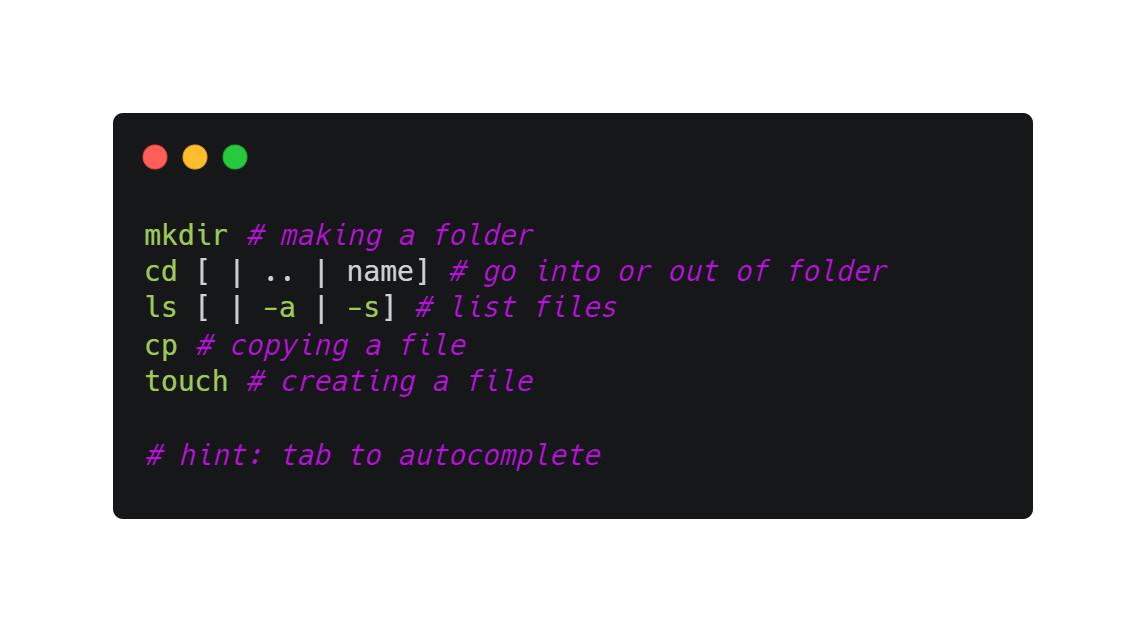 mkdir # making a folder
cd [ | .. | name] # go into or out of folder
ls [ | -a | -s] # list files
cp # copying a file
touch # creating a file
# hint: tab to autocomplete